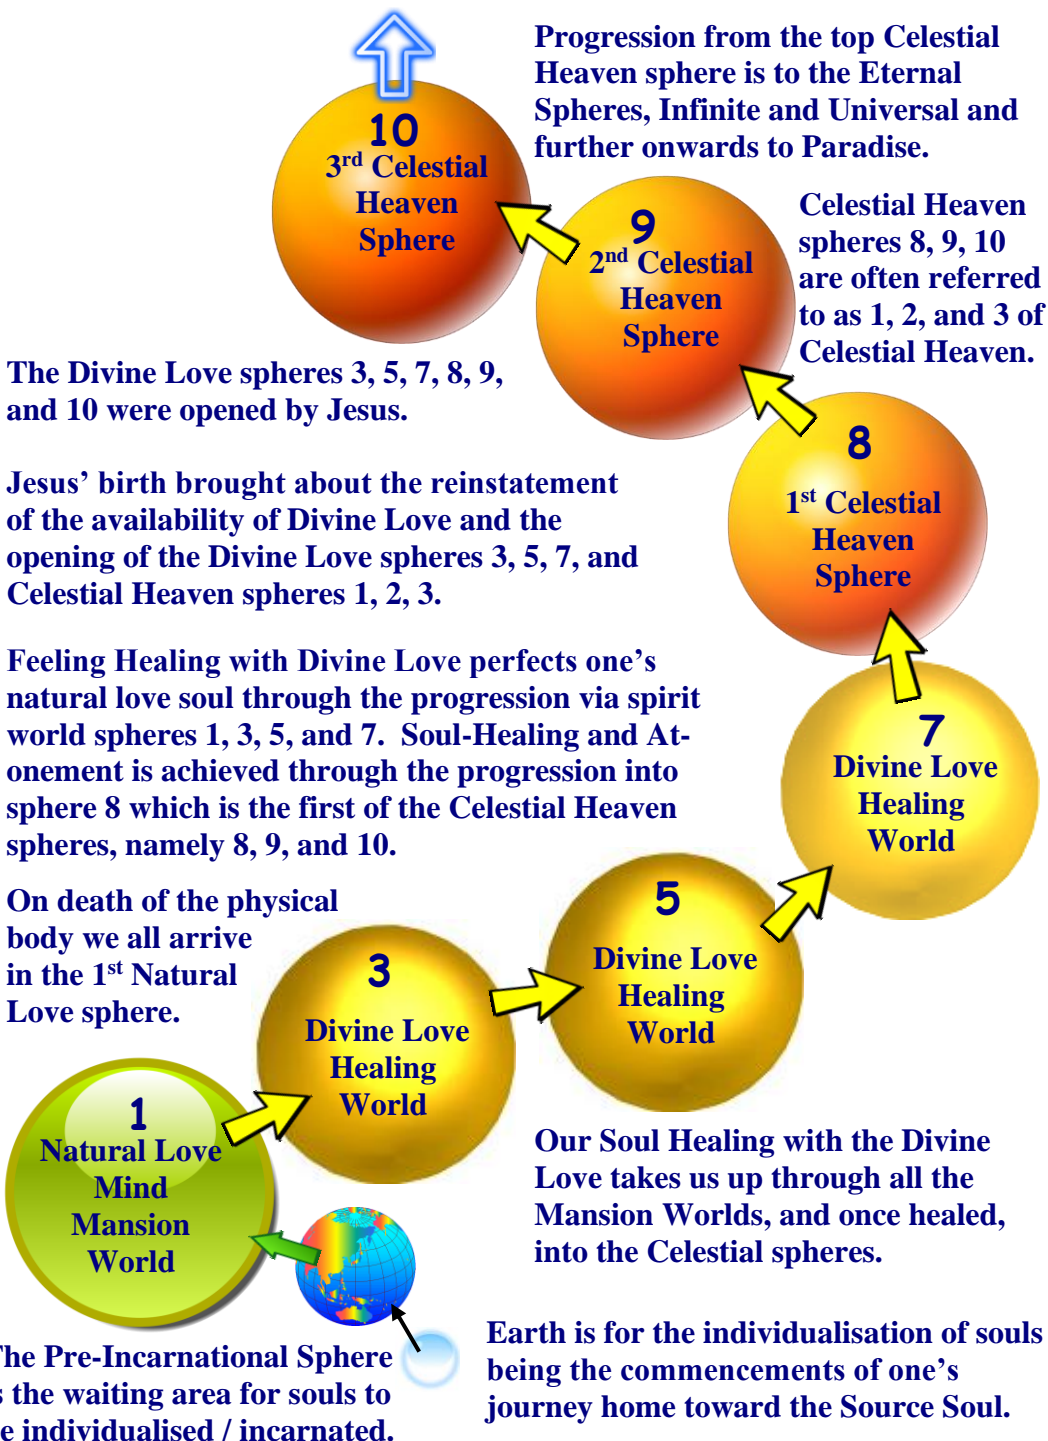 Progression from the top Celestial
Heaven sphere is to the Eternal
Spheres, Infinite and Universal and
further onwards to Paradise.
10
3rd Celestial
Heaven
Sphere
Celestial Heaven
spheres 8, 9, 10
are often referred
to as 1, 2, and 3 of
Celestial Heaven.
9
2nd Celestial
Heaven
Sphere
The Divine Love spheres 3, 5, 7, 8, 9,
and 10 were opened by Jesus.
8
1st Celestial
Heaven
Sphere
Jesus’ birth brought about the reinstatement
of the availability of Divine Love and the
opening of the Divine Love spheres 3, 5, 7, and
Celestial Heaven spheres 1, 2, 3.
Feeling Healing with Divine Love perfects one’s
natural love soul through the progression via spirit
world spheres 1, 3, 5, and 7.  Soul-Healing and At-
onement is achieved through the progression into
sphere 8 which is the first of the Celestial Heaven
spheres, namely 8, 9, and 10.
7
Divine Love
Healing
World
On death of the physical
body we all arrive
in the 1st Natural
Love sphere.
5
Divine Love
Healing
World
3
Divine Love
Healing
World
1
Natural Love
Mind
Mansion
World
Our Soul Healing with the Divine
Love takes us up through all the
Mansion Worlds, and once healed,
into the Celestial spheres.
The Pre-Incarnational Sphere
s the waiting area for souls to
e individualised / incarnated.
Earth is for the individualisation of souls
being the commencements of one’s
journey home toward the Source Soul.